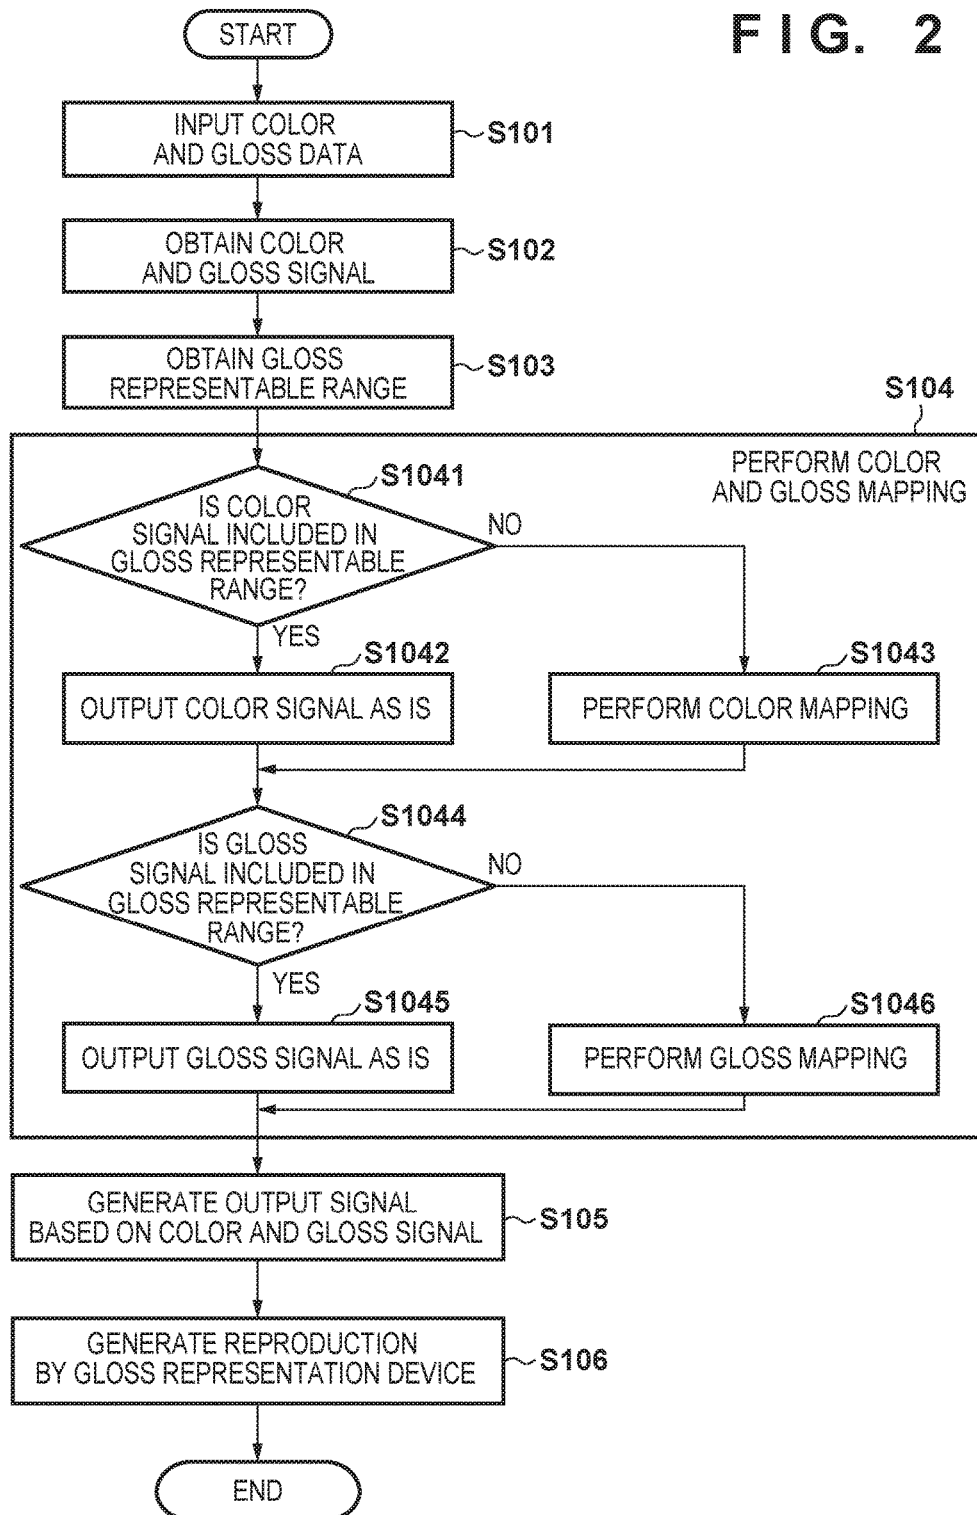 FIG. 2
START
INPUT COLOR
AND GLOSS DATA
S101
OBTAIN COLOR
AND GLOSS SIGNAL
S102
OBTAIN GLOSS
REPRESENTABLE RANGE
S103
S104
PERFORM COLOR
AND GLOSS MAPPING
S1041
IS COLOR
SIGNAL INCLUDED IN
GLOSS REPRESENTABLE
RANGE?
NO
YES
S1042
OUTPUT COLOR SIGNAL AS IS
S1043
PERFORM COLOR MAPPING
S1044
IS GLOSS
SIGNAL INCLUDED IN
GLOSS REPRESENTABLE
RANGE?
NO
YES
S1045
OUTPUT GLOSS SIGNAL AS IS
S1046
PERFORM GLOSS MAPPING
GENERATE OUTPUT SIGNAL
BASED ON COLOR AND GLOSS SIGNAL
S105
GENERATE REPRODUCTION
BY GLOSS REPRESENTATION DEVICE
S106
END